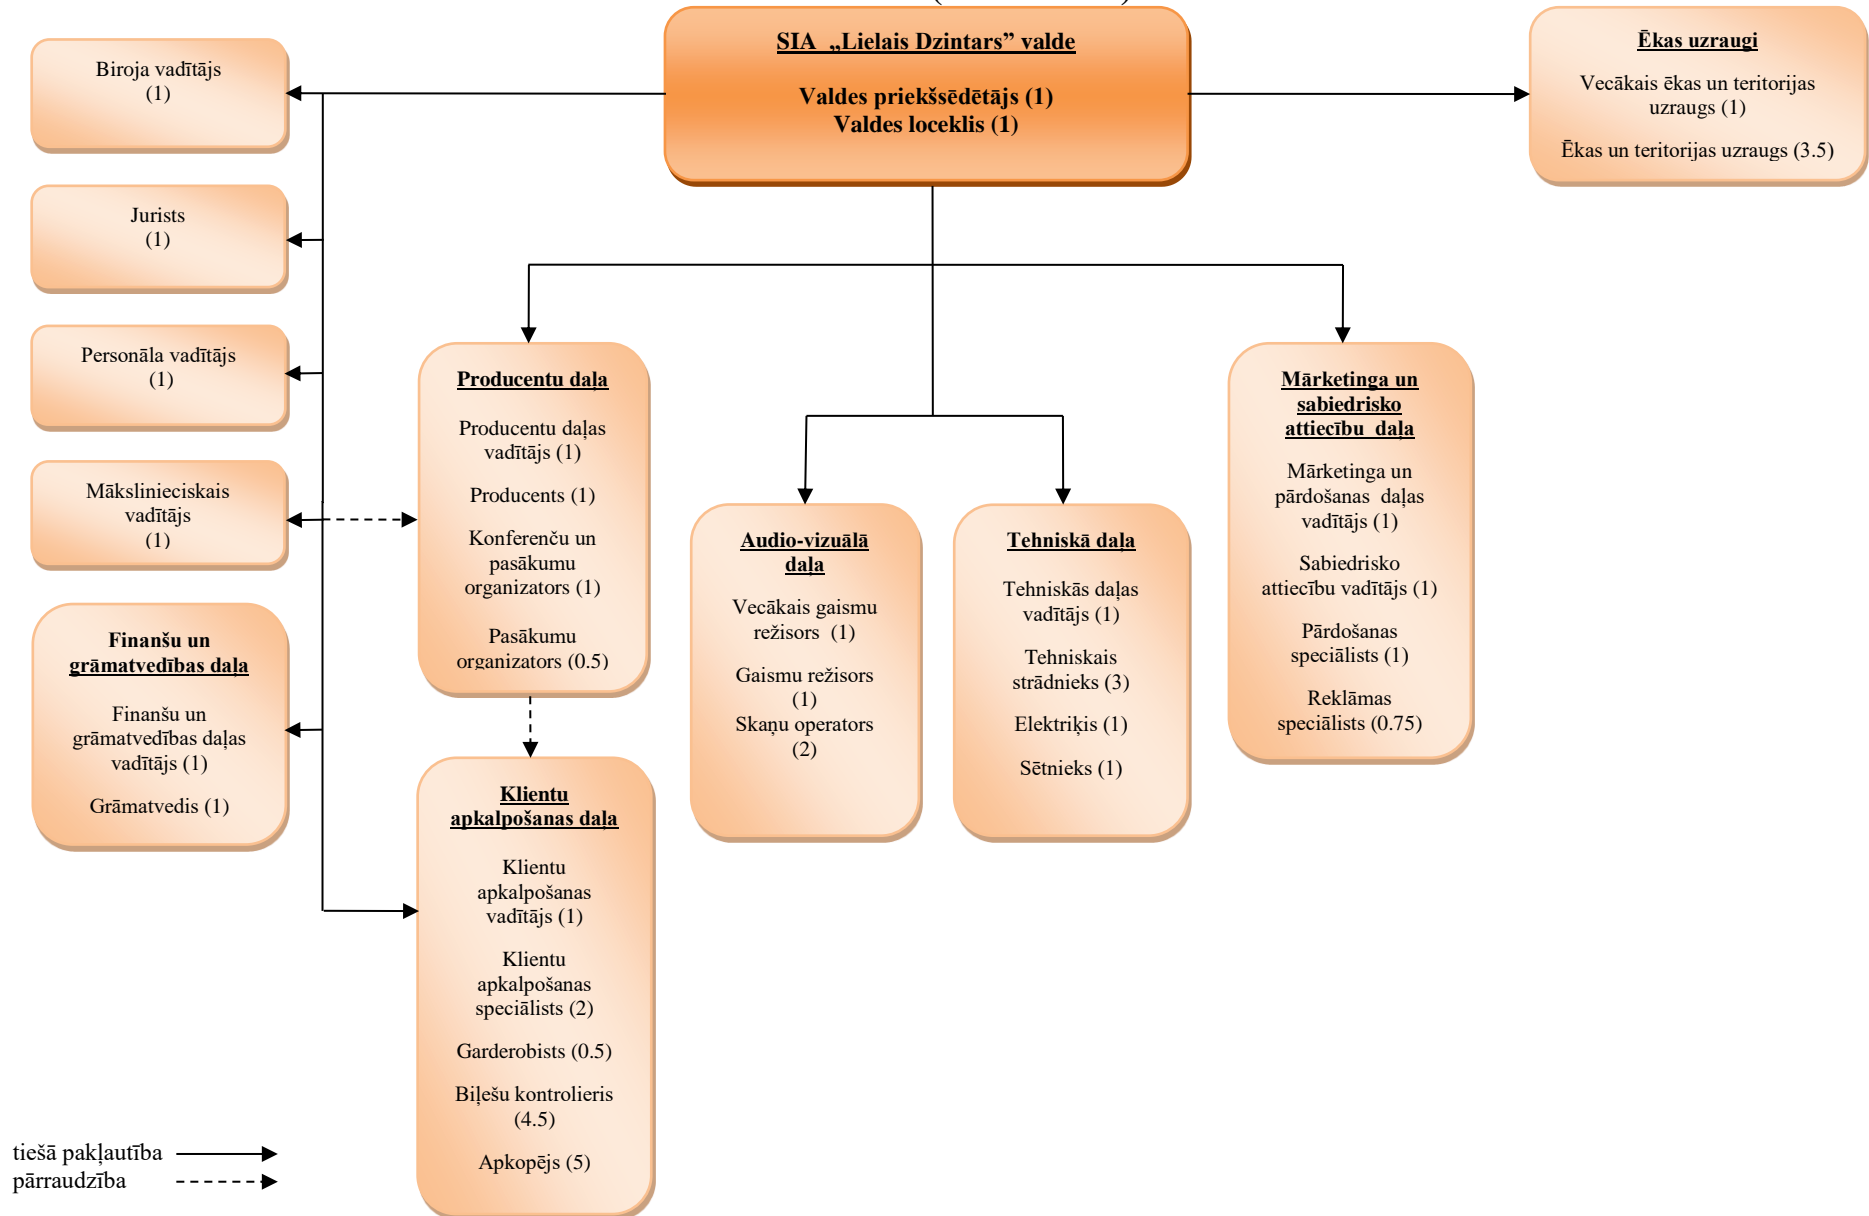 SIA „Lielais Dzintars” valde
Valdes priekšsēdētājs (1)
Valdes loceklis (1)
Ēkas uzraugi
Vecākais ēkas un teritorijas
uzraugs (1)
Ēkas un teritorijas uzraugs (3.5)
Biroja vadītājs
(1)
Jurists
(1)
Personāla vadītājs
(1)
Mākslinieciskais
vadītājs
(1)
Finanšu un
grāmatvedības daļa
Finanšu un
grāmatvedības daļas
vadītājs (1)
Grāmatvedis (1)
Producentu daļa
Producentu daļas
vadītājs (1)
Producents (1)
Konferenču un
pasākumu
organizators (1)
Pasākumu
organizators (0.5)
Klientu
apkalpošanas daļa
Klientu
apkalpošanas
vadītājs (1)
Klientu
apkalpošanas
speciālists (2)
Garderobists (0.5)
Biļešu kontrolieris
(4.5)
Apkopējs (5)
Audio-vizuālā
daļa
Vecākais gaismu
režisors (1)
Gaismu režisors
(1)
Skaņu operators
(2)
Tehniskā daļa
Tehniskās daļas
vadītājs (1)
Tehniskais
strādnieks (3)
Elektriķis (1)
Sētnieks (1)
Mārketinga un
sabiedrisko
attiecību daļa
Mārketinga un
pārdošanas daļas
vadītājs (1)
Sabiedrisko
attiecību vadītājs (1)
Pārdošanas
speciālists (1)
Reklāmas
speciālists (0.75)
tiešā pakļautība
pārraudzība